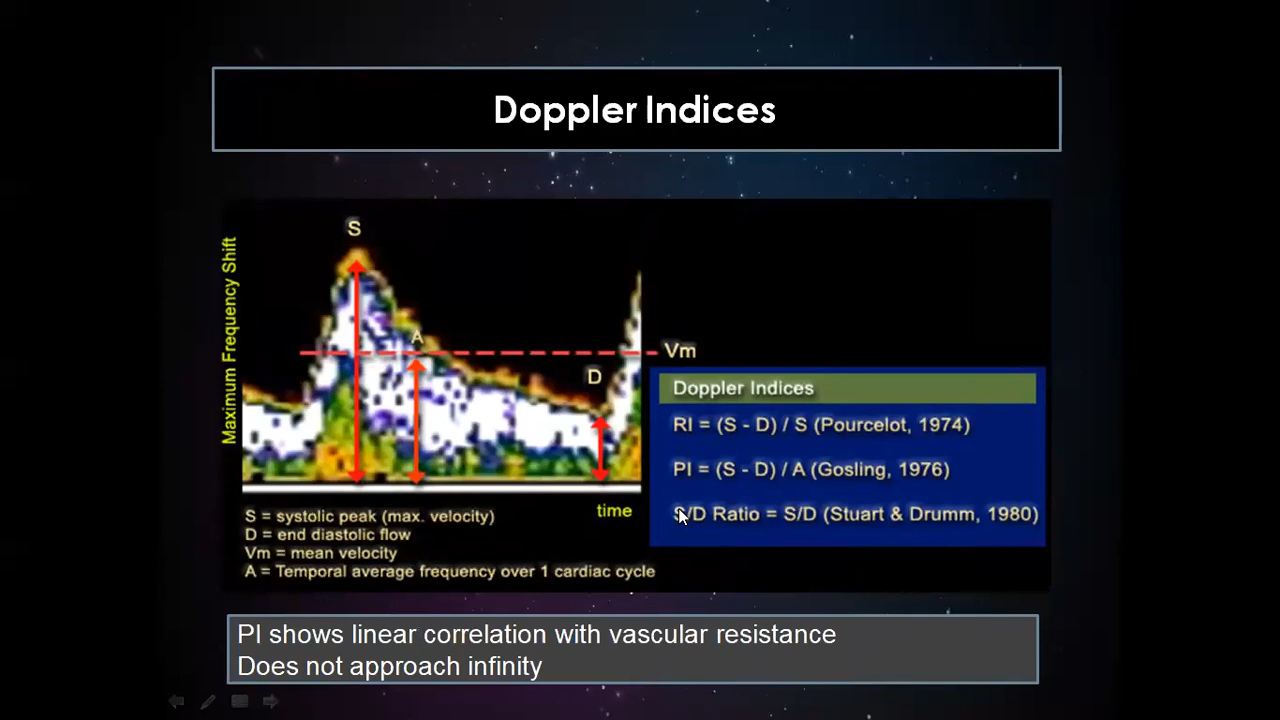 Doppler Indices
S
Maximum Frequency Shift
A
Vm
D
Doppler Indices
RI = (S - D) / S (Pourcelot, 1974)
PI = (S - D) / A (Gosling, 1976)
S/D Ratio = S/D (Stuart & Drumm, 1980)
time
S = systolic peak (max. velocity)
D = end diastolic flow
Vm = mean velocity
A = Temporal average frequency over 1 cardiac cycle
PI shows linear correlation with vascular resistance
Does not approach infinity